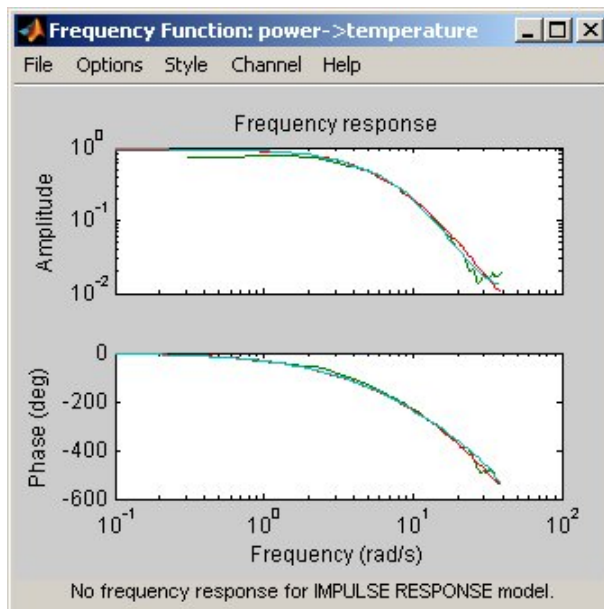 Frequency Function: power->temperature
File Options Style Channel Help
Frequency response
10^0
10^-1
10^-2
Amplitude
0
-200
-400
-600
Phase (deg)
10^-1 10^0 10^1 10^2
Frequency (rad/s)
No frequency response for IMPULSE RESPONSE model.